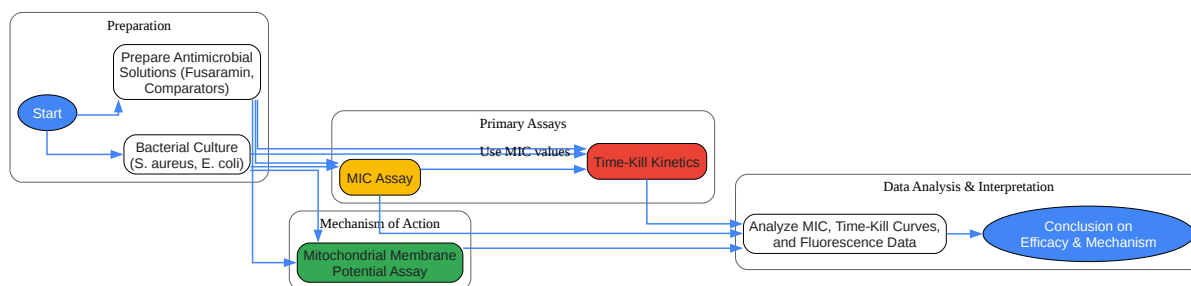 Preparation
Prepare Antimicrobial
Solutions (Fusaramin,
Comparators)
Start
Bacterial Culture
(S. aureus, E. coli)
Primary Assays
Use MIC values
Time-Kill Kinetics
MIC Assay
Mechanism of Action
Mitochondrial Membrane
Potential Assay
Data Analysis & Interpretation
Analyze MIC, Time-Kill Curves,
and Fluorescence Data
Conclusion on
Efficacy & Mechanism